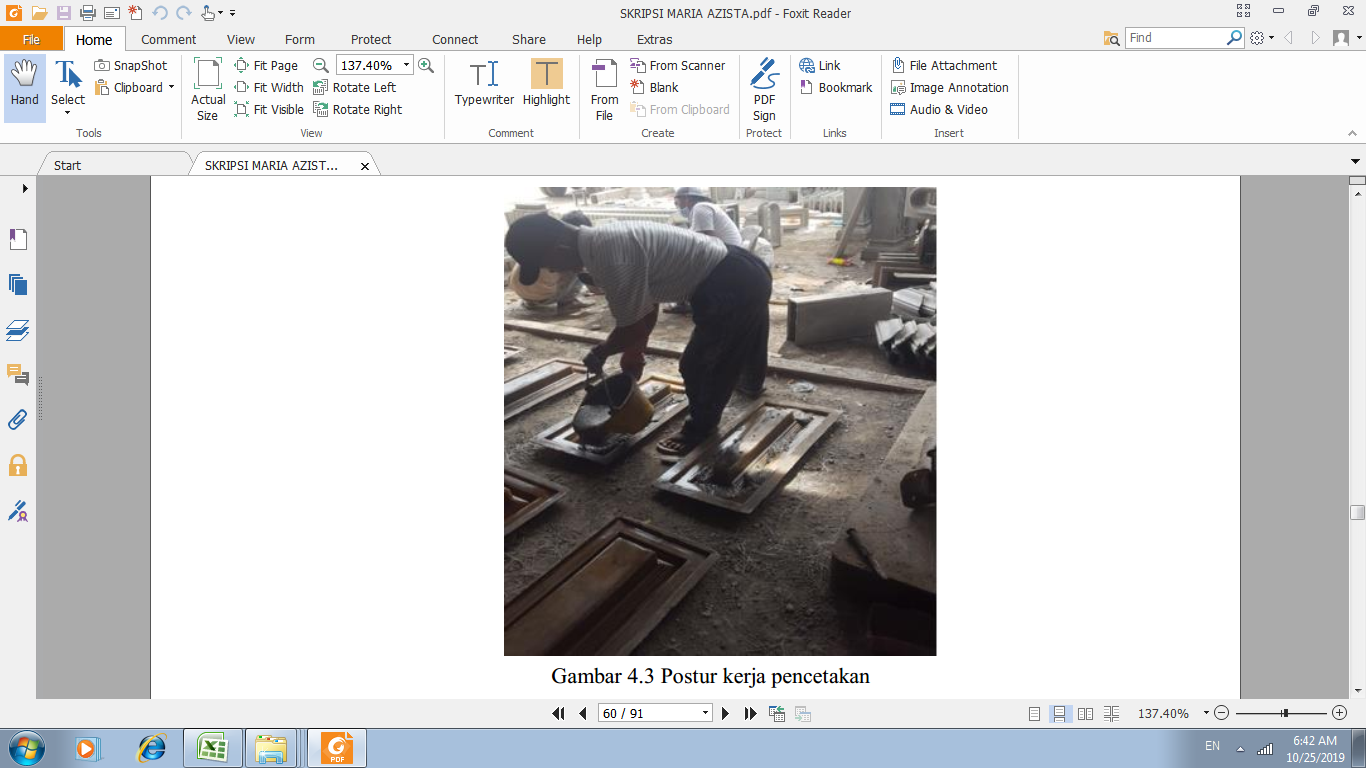 SKRIPSI MARIA AZISTA.pdf - Foxit Reader
File Home Comment View Form Protect Connect Share Help Extras Find
Hand
Select
SnapShot
Clipboard
Tools
Actual Size
Fit Page
Fit Width
Fit Visible
137.40%
Rotate Left
Rotate Right
View
Typewriter
Highlight
Comment
From File
From Scanner
Blank
From Clipboard
Create
PDF Sign
Protect
Link
Bookmark
Links
File Attachment
Image Annotation
Audio & Video
Insert
Start
SKRIPSI MARIA AZIST...
Gambar 4.3 Postur kerja pencetakan
60 / 91
137.40%
PDF
EN
6:42 AM
10/25/2019